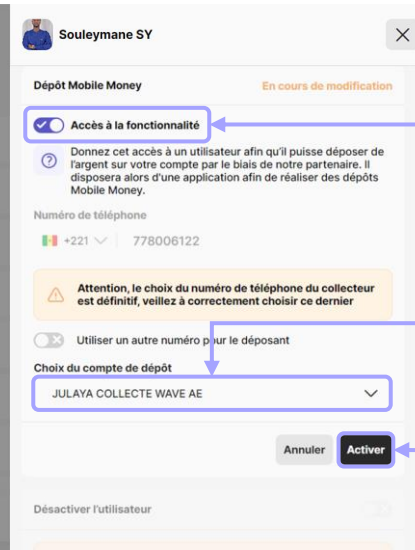 Souleymane SY
Dépôt Mobile Money
En cours de modification
Accès à la fonctionnalité
Donnez cet accès à un utilisateur afin qu'il puisse déposer de
l'argent sur votre compte par le biais de notre partenaire. Il
disposera alors d'une application afin de réaliser des dépôts
Mobile Money.
Numéro de téléphone
+221 778006122
Attention, le choix du numéro de téléphone du collecteur
est définitif, veillez à correctement choisir ce dernier
Utiliser un autre numéro pour le déposant
Choix du compte de dépôt
JULAYA COLLECTE WAVE AE
Annuler Activer
Désactiver l'utilisateur